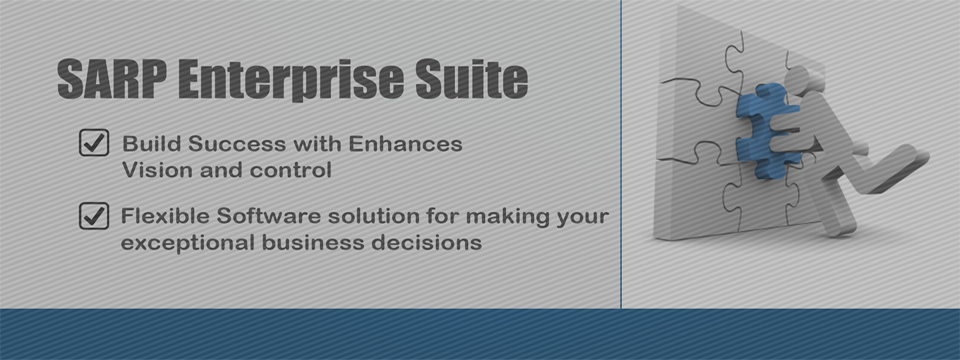 SARP Enterprise Suite
Build Success with Enhances
Vision and control
Flexible Software solution for making your
exceptional business decisions